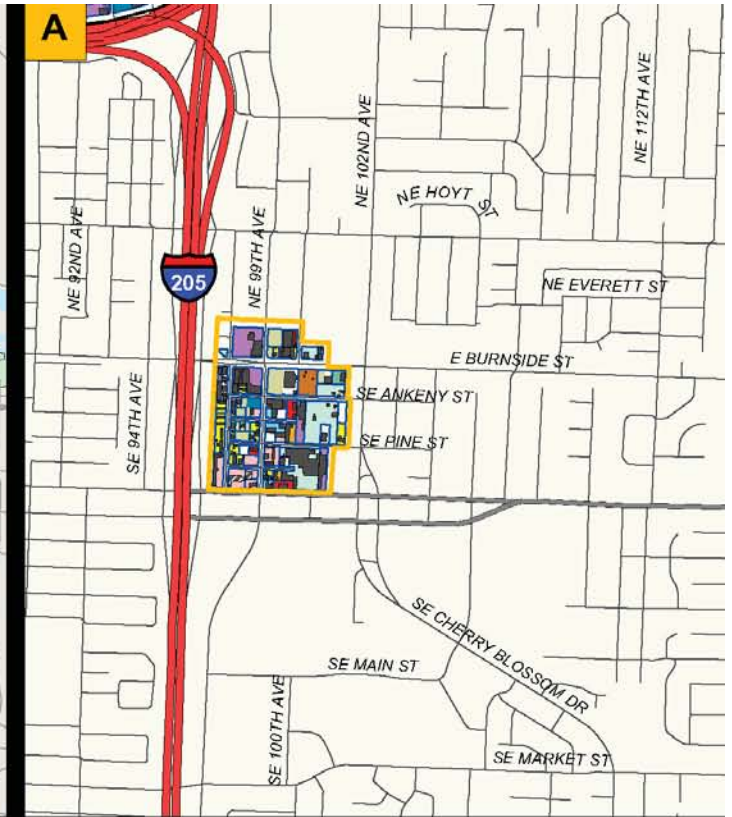 A
NE 112TH AVE
NE 102ND AVE
NE HOYT ST
NE 92ND AVE
NE 99TH AVE
205
NE EVERETT ST
E BURNSIDE ST
SE 94TH AVE
SE ANKENY ST
SE PINE ST
SE CHERRY BLOSSOM DR
SE MAIN ST
SE 100TH AVE
SE MARKET ST